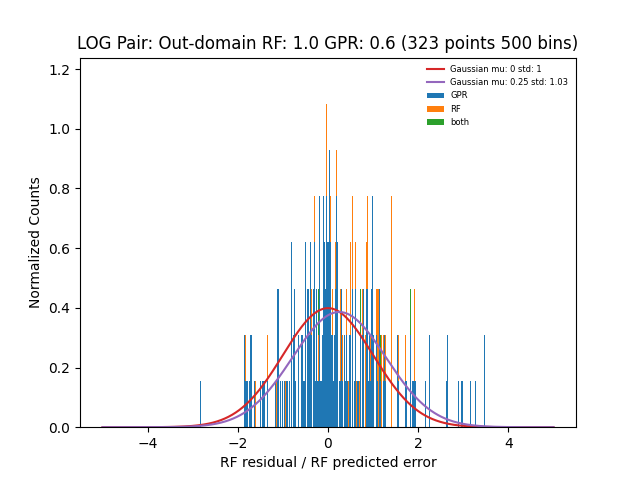 LOG Pair: Out-domain RF: 1.0 GPR: 0.6 (323 points 500 bins)
Gaussian mu: 0 std: 1
Gaussian mu: 0.25 std: 1.03
GPR
RF
both
Normalized Counts
1.2
1.0
0.8
0.6
0.4
0.2
0.0
−4 −2 0 2 4
RF residual / RF predicted error